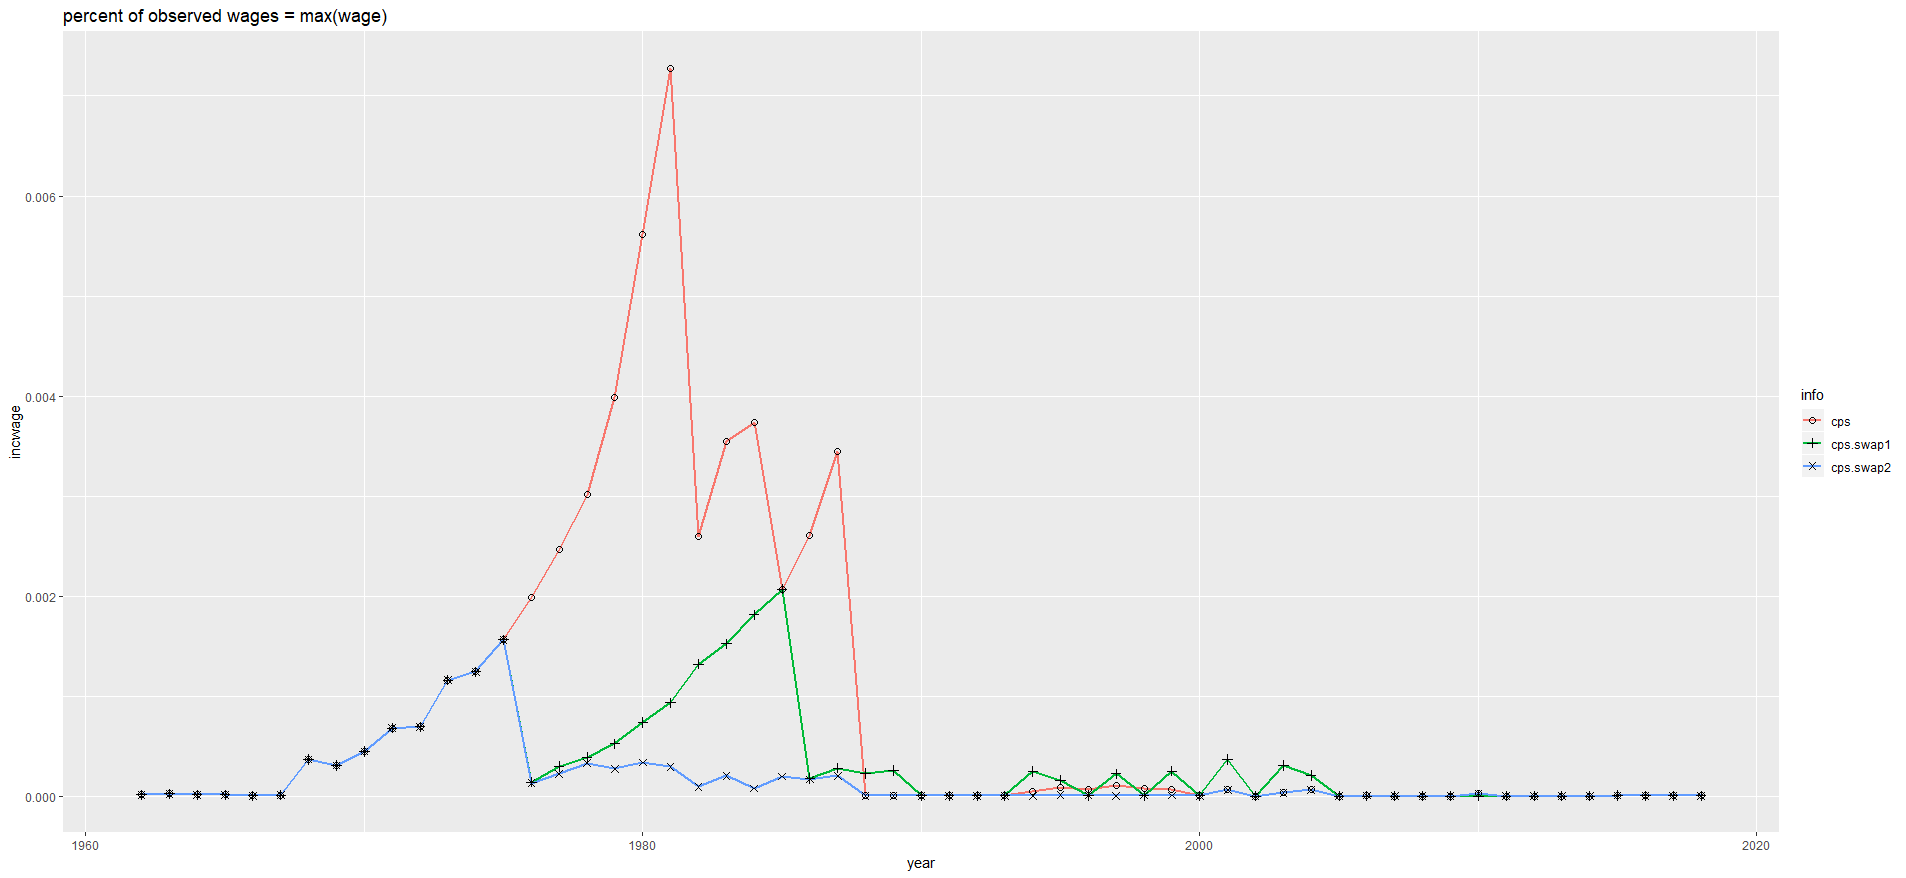 percent of observed wages = max(wage)
0.006
0.004
0.002
0.000
incwage
1960
1980
2000
2020
year
info
cps
cps.swap1
cps.swap2